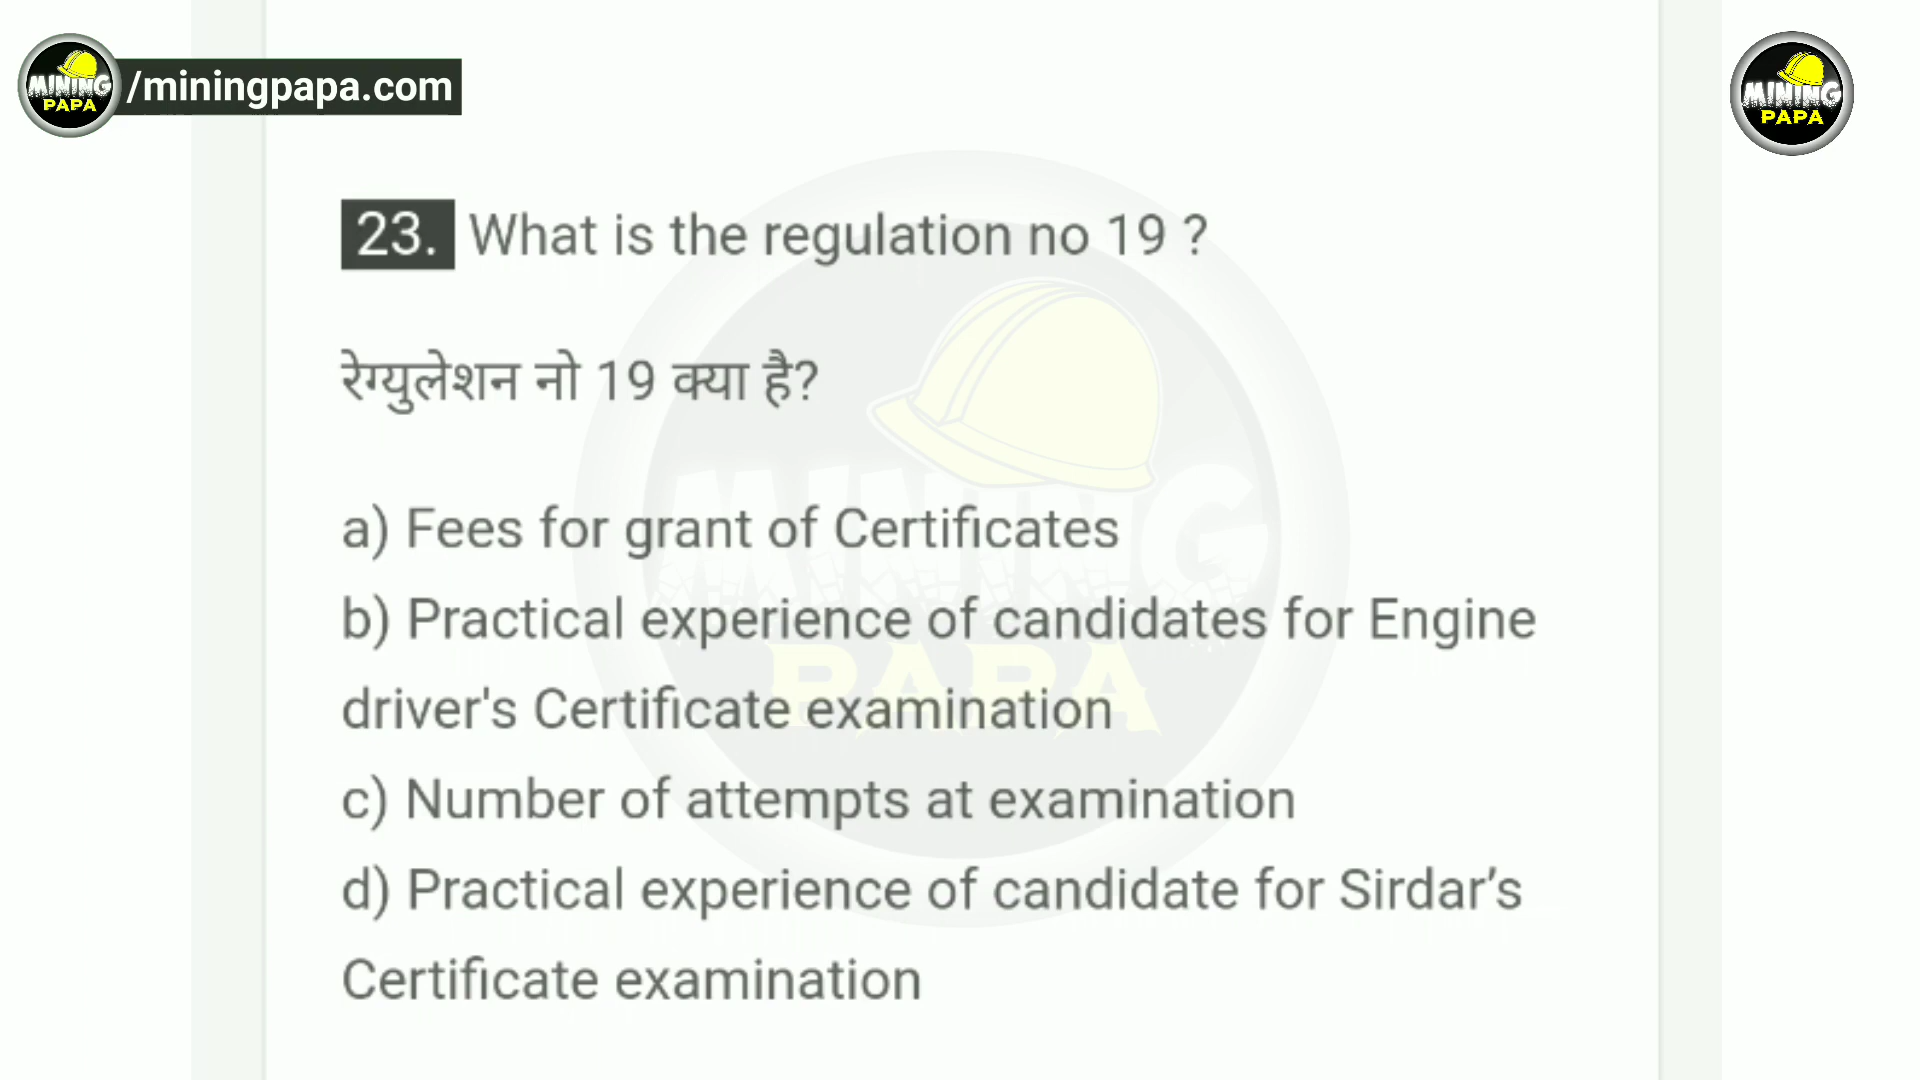 MINING
PAPA
/miningpapa.com
MINING
PAPA
23. What is the regulation no 19 ?
रेग्युलेशन नो 19 क्या है?
a) Fees for grant of Certificates
b) Practical experience of candidates for Engine
driver's Certificate examination
c) Number of attempts at examination
d) Practical experience of candidate for Sirdar’s
Certificate examination
MINING
PAPA